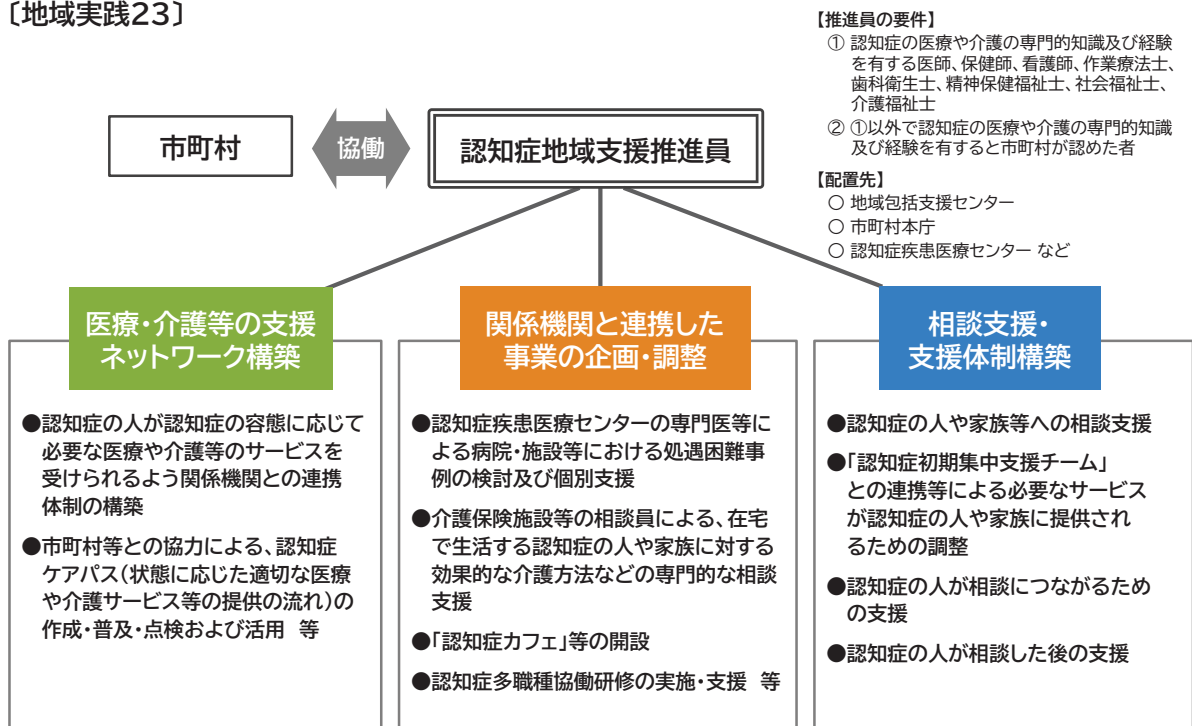 〔地域実践23〕
【推進員の要件】
① 認知症の医療や介護の専門的知識及び経験
を有する医師、保健師、看護師、作業療法士、
歯科衛生士、精神保健福祉士、社会福祉士、
介護福祉士
② ①以外で認知症の医療や介護の専門的知識
及び経験を有すると市町村が認めた者
【配置先】
○ 地域包括支援センター
○ 市町村本庁
○ 認知症疾患医療センター など
市町村
協働
認知症地域支援推進員
医療・介護等の支援
ネットワーク構築
●認知症の人が認知症の容態に応じて
必要な医療や介護等のサービスを
受けられるよう関係機関との連携
体制の構築
●市町村等との協力による、認知症
ケアパス(状態に応じた適切な医療
や介護サービス等の提供の流れ)の
作成・普及・点検および活用 等
関係機関と連携した
事業の企画・調整
●認知症疾患医療センターの専門医等に
よる病院・施設等における処遇困難事
例の検討及び個別支援
●介護保険施設等の相談員による、在宅
で生活する認知症の人や家族に対する
効果的な介護方法などの専門的な相談
支援
●「認知症カフェ」等の開設
●認知症多職種協働研修の実施・支援 等
相談支援・
支援体制構築
●認知症の人や家族等への相談支援
●「認知症初期集中支援チーム」
との連携等による必要なサービス
が認知症の人や家族に提供され
るための調整
●認知症の人が相談につながるため
の支援
●認知症の人が相談した後の支援